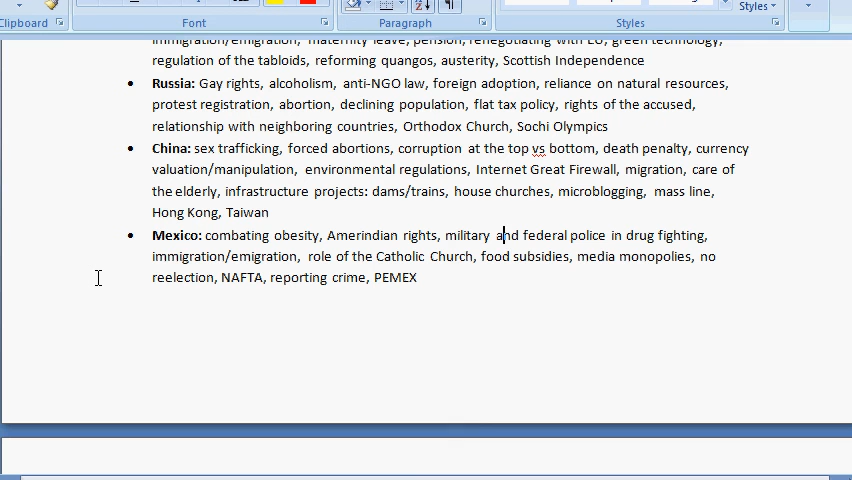 Clipboard
Font
Paragraph
Styles
Styles
immigration/emigration, maternity leave, pension, renegotiating with EU, green technology,
regulation of the tabloids, reforming quangos, austerity, Scottish Independence
• Russia: Gay rights, alcoholism, anti-NGO law, foreign adoption, reliance on natural resources,
protest registration, abortion, declining population, flat tax policy, rights of the accused,
relationship with neighboring countries, Orthodox Church, Sochi Olympics
• China: sex trafficking, forced abortions, corruption at the top vs bottom, death penalty, currency
valuation/manipulation, environmental regulations, Internet Great Firewall, migration, care of
the elderly, infrastructure projects: dams/trains, house churches, microblogging, mass line,
Hong Kong, Taiwan
• Mexico: combating obesity, Amerindian rights, military and federal police in drug fighting,
immigration/emigration, role of the Catholic Church, food subsidies, media monopolies, no
reelection, NAFTA, reporting crime, PEMEX